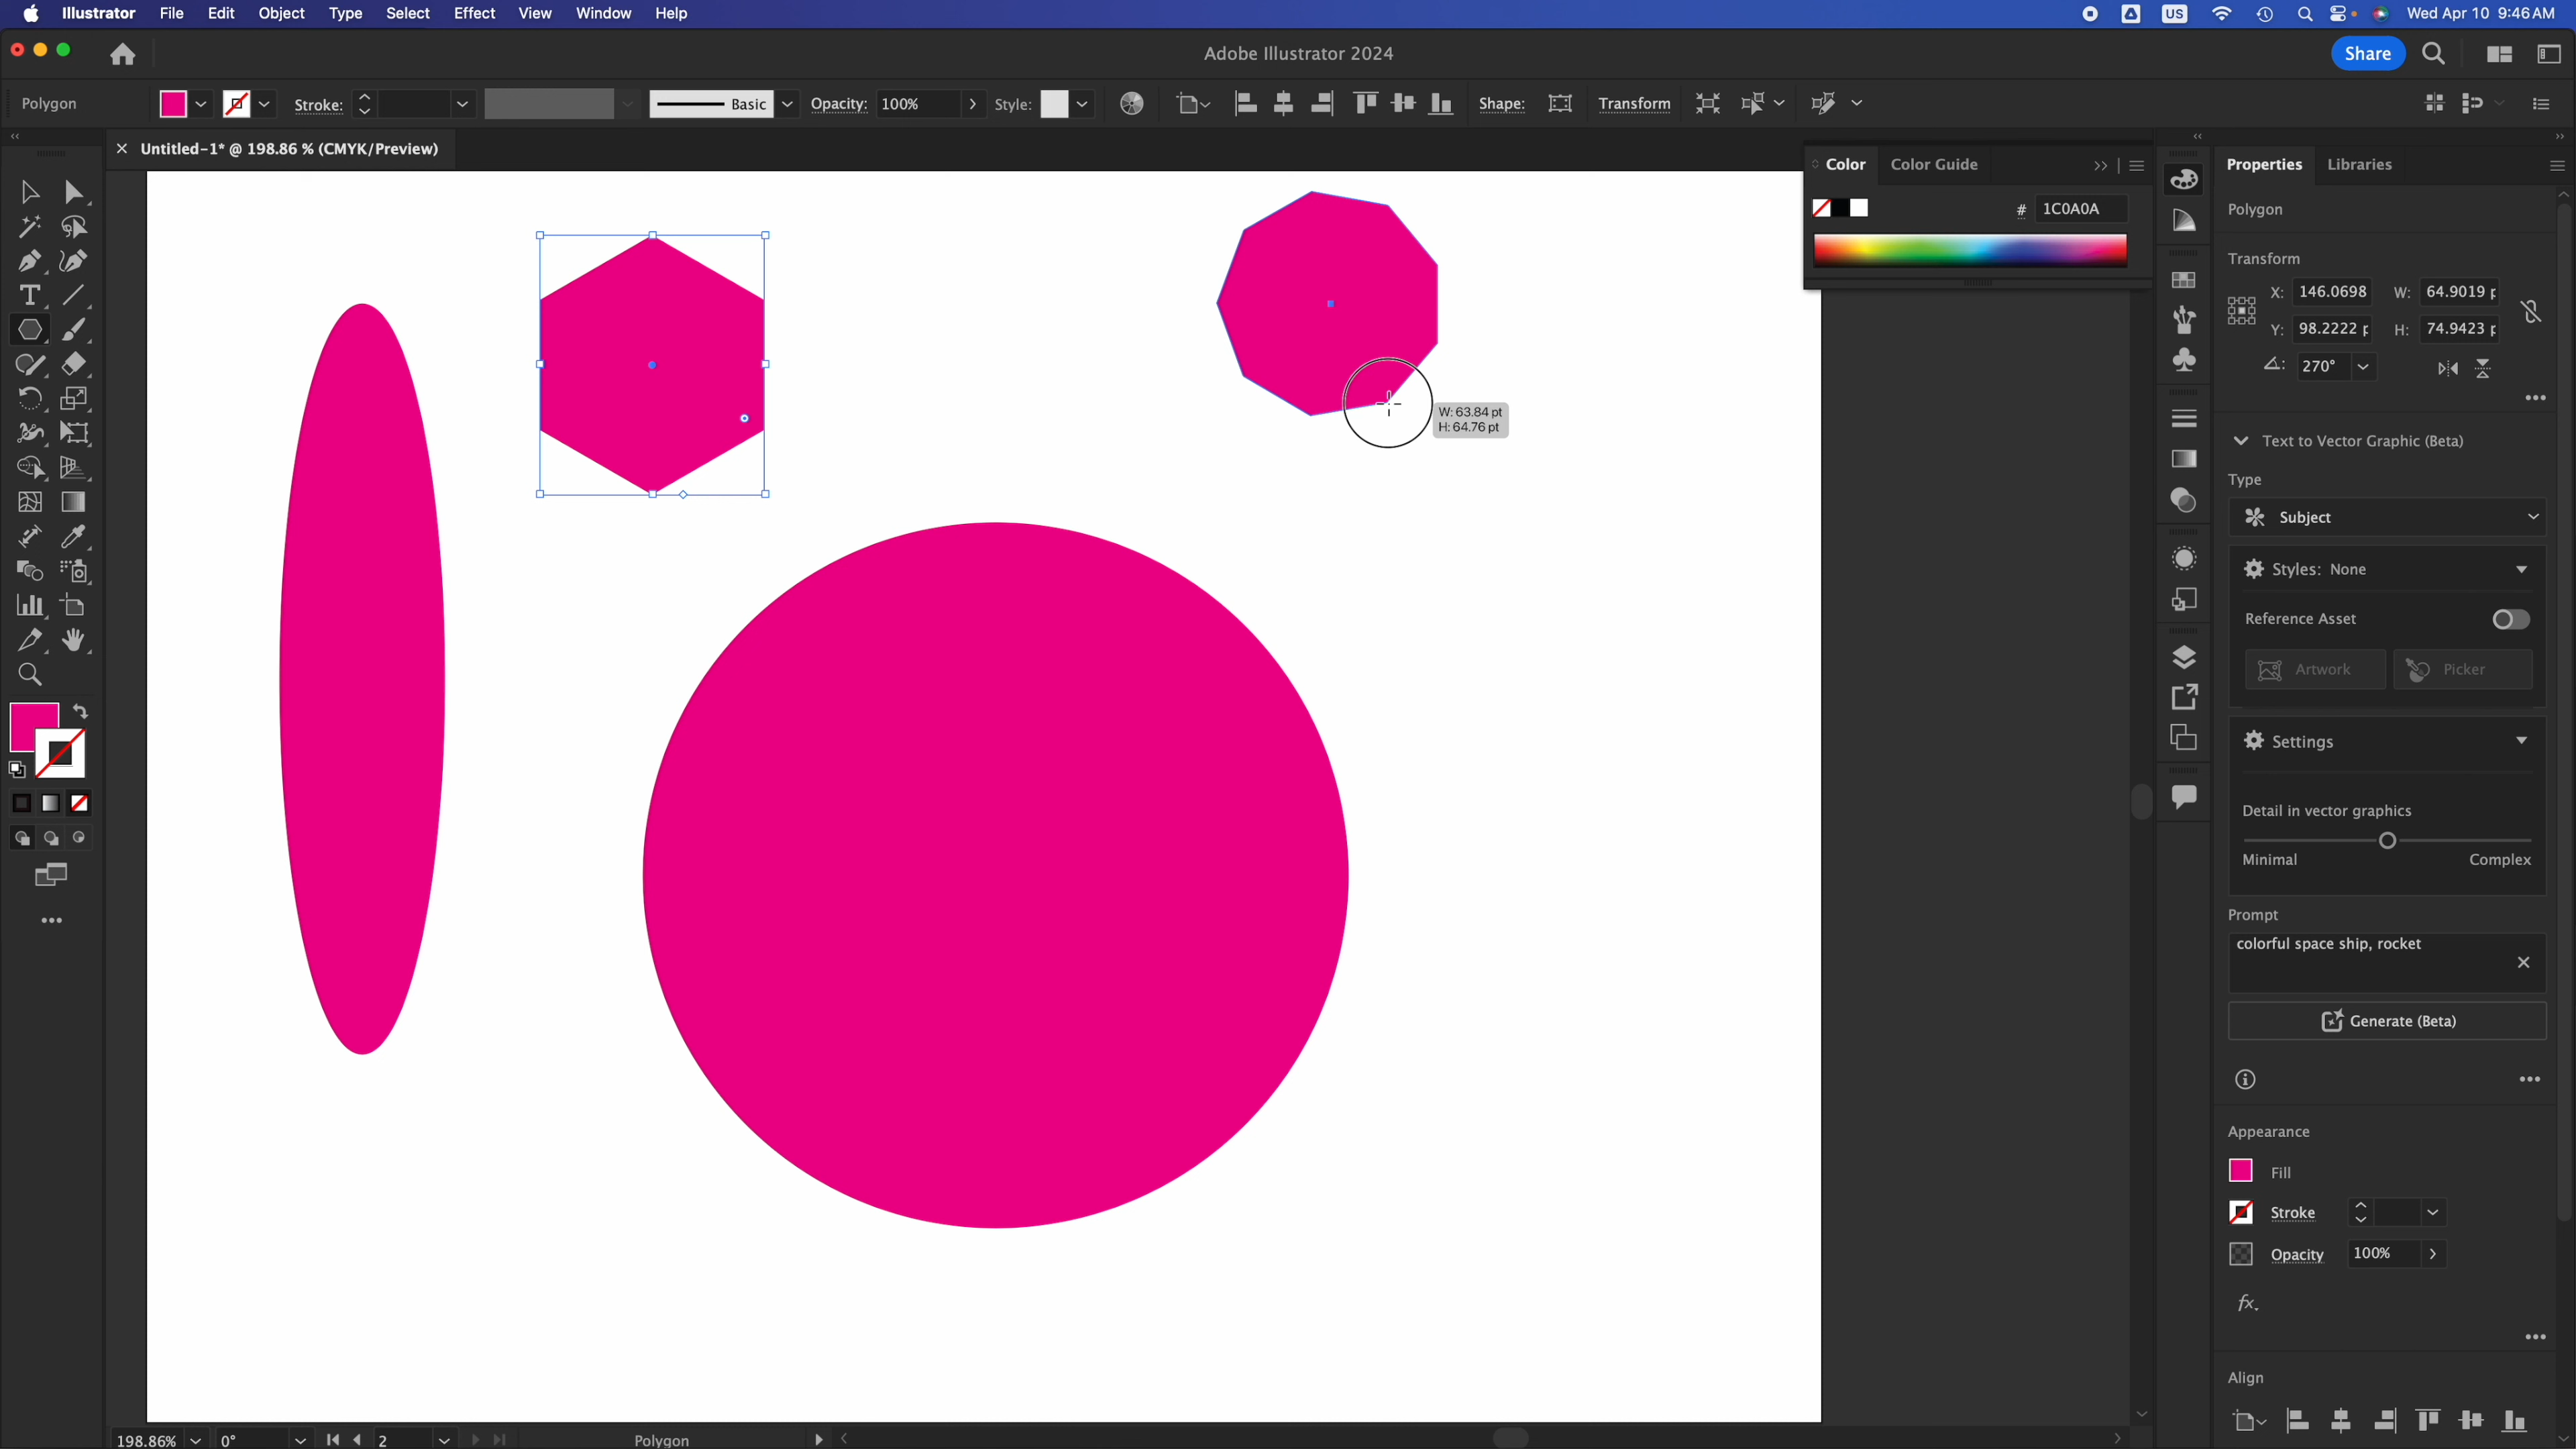 Illustrator File Edit Object Type Select Effect View Window Help US Wed Apr 10 9:46 AM
Adobe Illustrator 2024 Share
Polygon Stroke: Basic Opacity: 100% Style: Shape: Transform
Untitled-1* @ 198.86 % (CMYK/Preview)
Color Color Guide
# 1C0A0A
W: 63.84 pt
H: 64.76 pt
T
Properties Libraries
Polygon
Transform
X: 146.0698 W: 64.9019 p
Y: 98.2222 p H: 74.9423 p
270°
Text to Vector Graphic (Beta)
Type
Subject
Styles: None
Reference Asset
Artwork Picker
Settings
Detail in vector graphics
Minimal Complex
Prompt
colorful space ship, rocket
Generate (Beta)
Appearance
Fill
Stroke
Opacity 100%
fx.
Align
198.86% 0° 2 Polygon